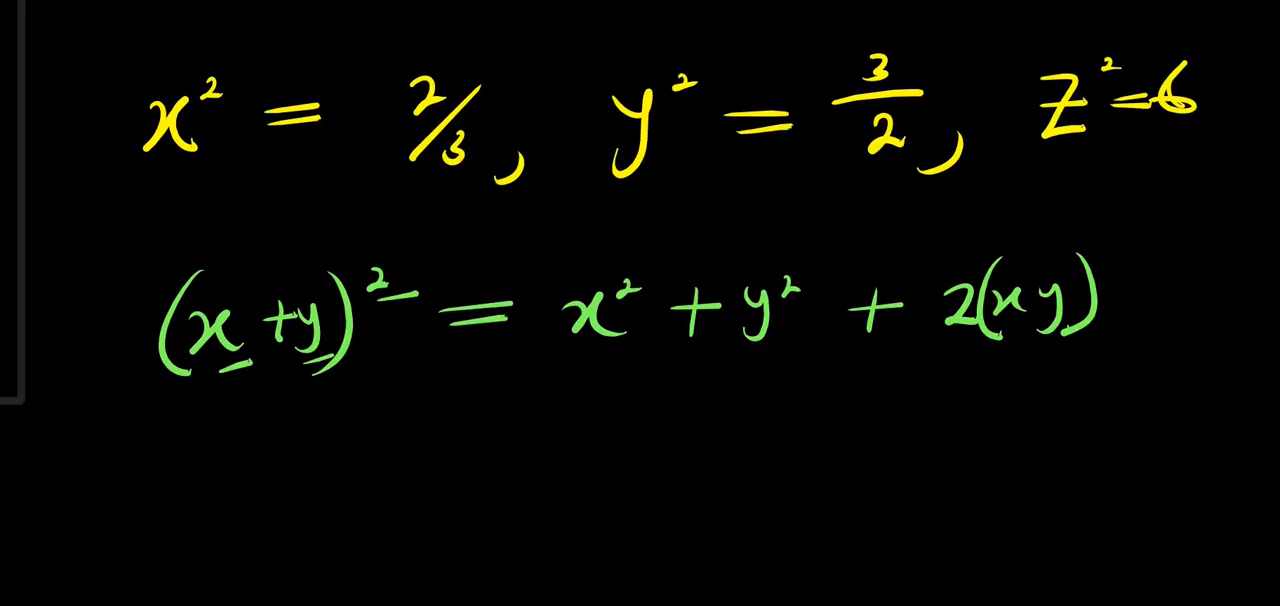 x² = 2/3, y² = 3/2, z² = 6
(x + y)² = x² + y² + 2(xy)